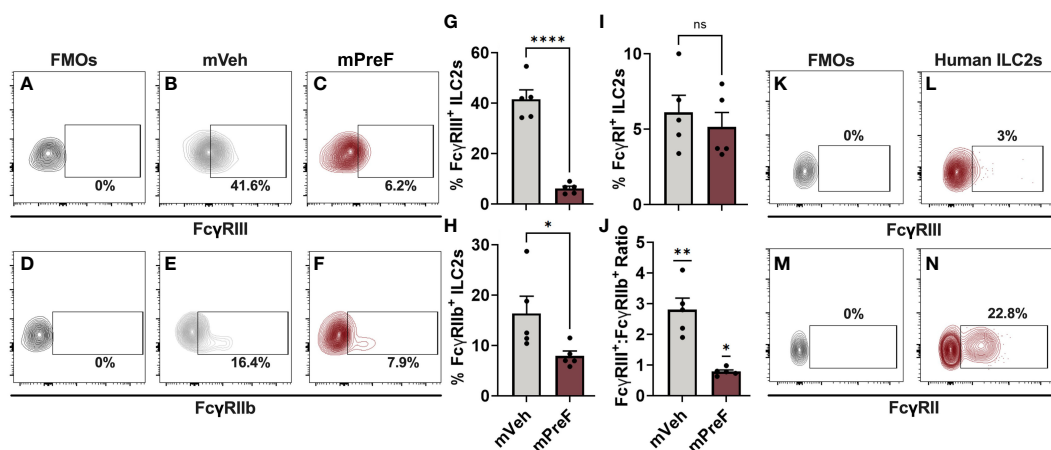 FMOs
mVeh
mPreF
A
B
C
0%
41.6%
6.2%
FcγRIII
D
E
F
0%
16.4%
7.9%
FcγRIIb
G
****
% FcγRIII+ ILC2s
60
40
20
0
H
*
% FcγRIIb+ ILC2s
30
20
10
0
mVeh
mPreF
I
ns
% FcγRI+ ILC2s
10
5
0
J
**
*
FcγRIII+:FcγRIIb+ Ratio
5
4
3
2
1
0
mVeh
mPreF
FMOs
Human ILC2s
K
L
0%
3%
FcγRIII
M
N
0%
22.8%
FcγRII